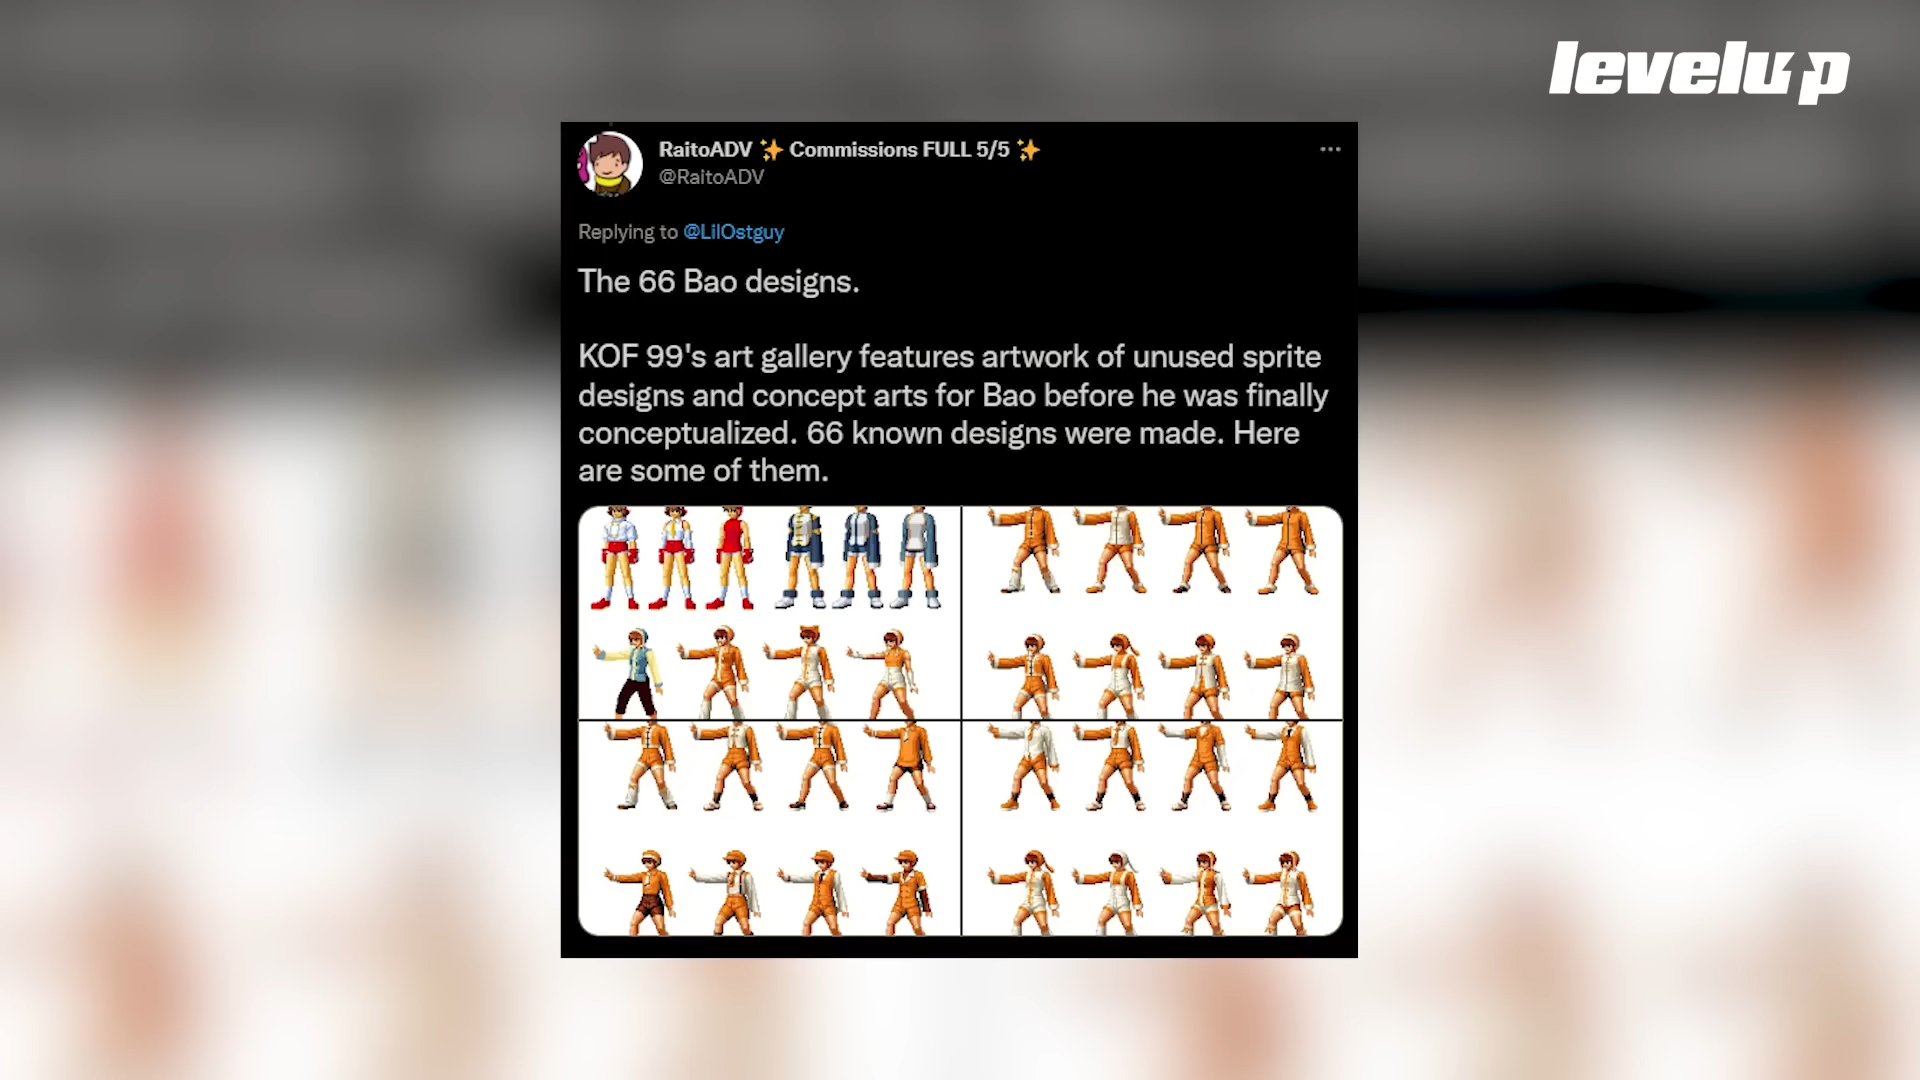 levelup
RaitoADV ✨ Commissions FULL 5/5 ✨
@RaitoADV
Replying to @LilOstguy
The 66 Bao designs.
KOF 99's art gallery features artwork of unused sprite
designs and concept arts for Bao before he was finally
conceptualized. 66 known designs were made. Here
are some of them.